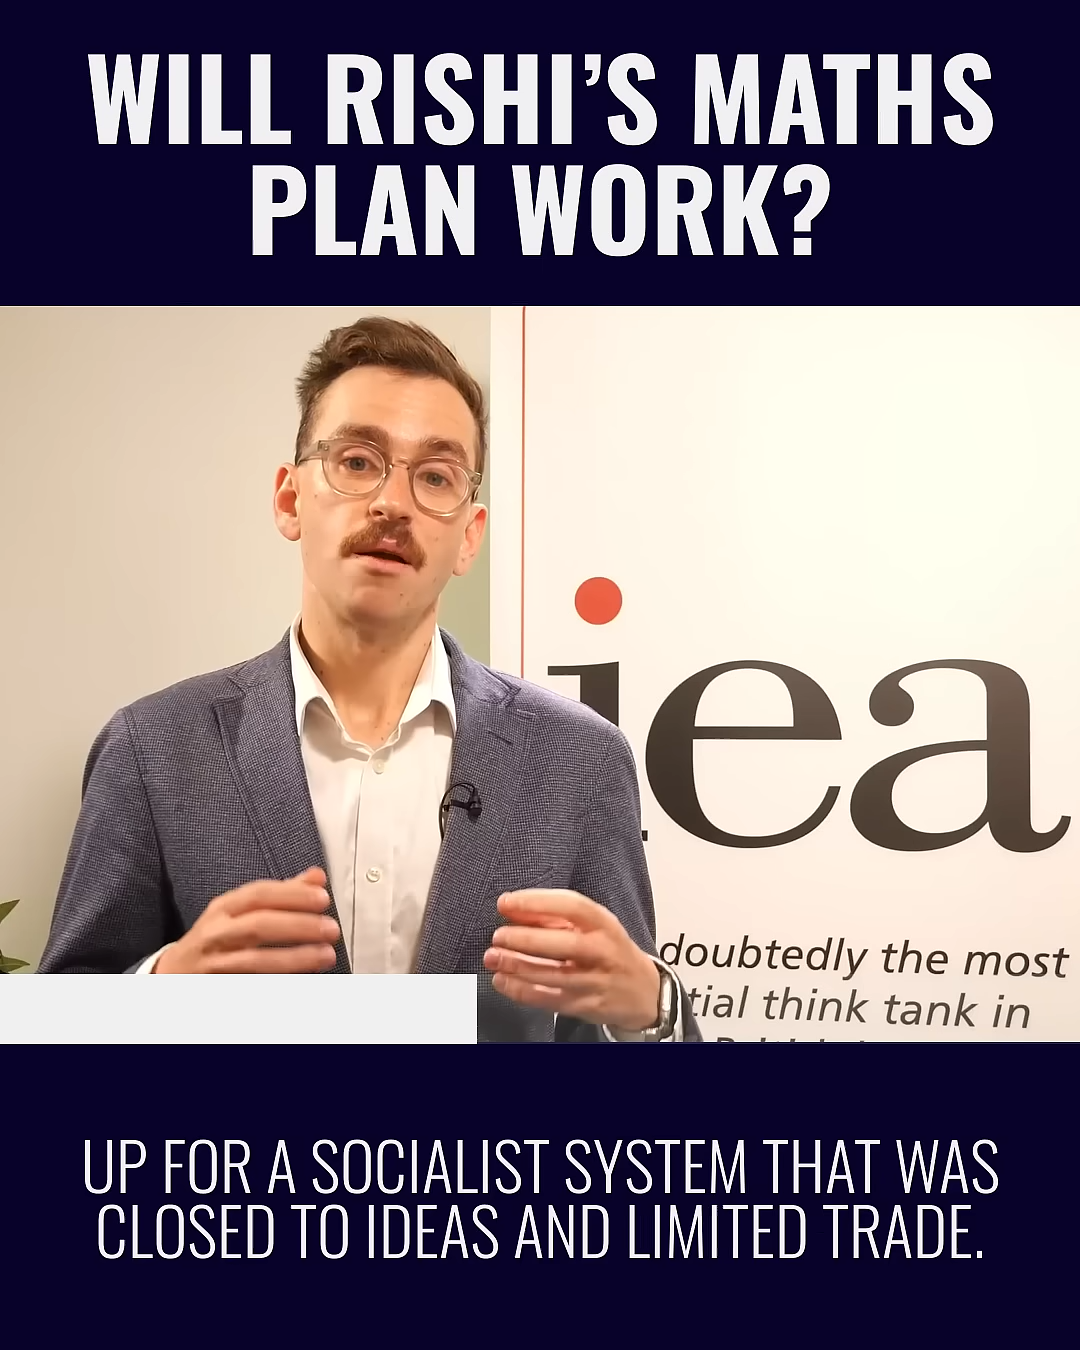 WILL RISHI'S MATHS
PLAN WORK?
iea
doubtedly the most
tial think tank in
UP FOR A SOCIALIST SYSTEM THAT WAS
CLOSED TO IDEAS AND LIMITED TRADE.